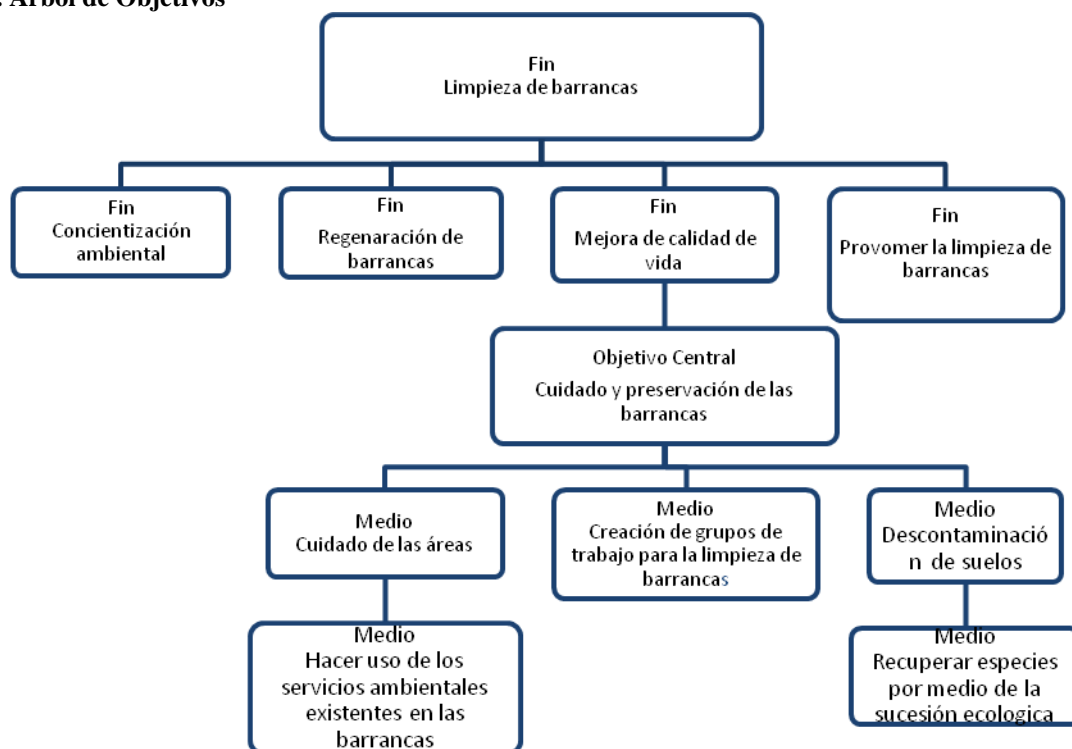 . Árbol de Objetivos
Fin
Limpieza de barrancas
Fin
Concientización
ambiental
Fin
Regenaración de
barrancas
Fin
Mejora de calidad de
vida
Fin
Provomer la limpieza de
barrancas
Objetivo Central
Cuidado y preservación de las
barrancas
Medio
Cuidado de las áreas
Medio
Creación de grupos de
trabajo para la limpieza de
barrancas
Medio
Descontaminació
n de suelos
Medio
Hacer uso de los
servicios ambientales
existentes en las
barrancas
Medio
Recuperar especies
por medio de la
sucesión ecologica